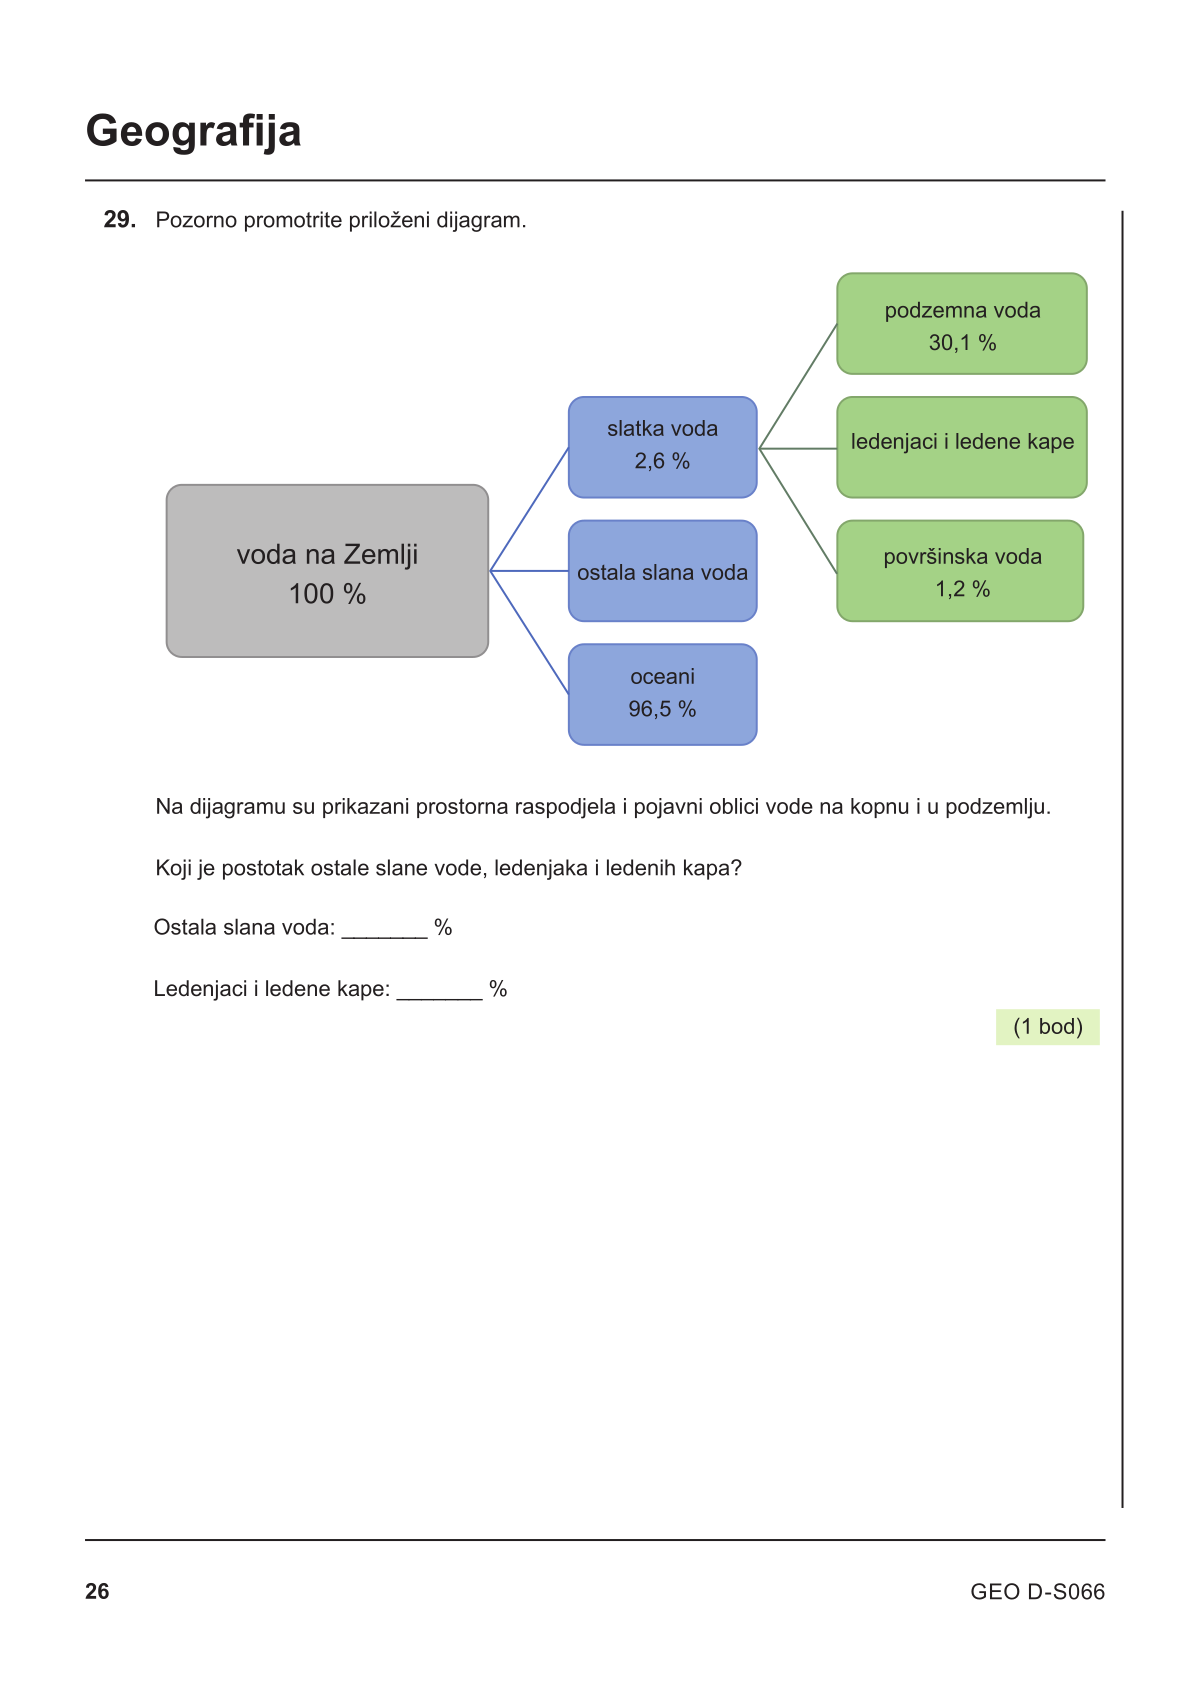 Geografija
29. Pozorno promotrite priloženi dijagram.
podzemna voda
30,1 %
slatka voda
2,6 %
ledenjaci i ledene kape
voda na Zemlji
100 %
ostala slana voda
površinska voda
1,2 %
oceani
96,5 %
Na dijagramu su prikazani prostorna raspodjela i pojavni oblici vode na kopnu i u podzemlju.
Koji je postotak ostale slane vode, ledenjaka i ledenih kapa?
Ostala slana voda: _______ %
Ledenjaci i ledene kape: _______ %
(1 bod)
26
GEO D-S066